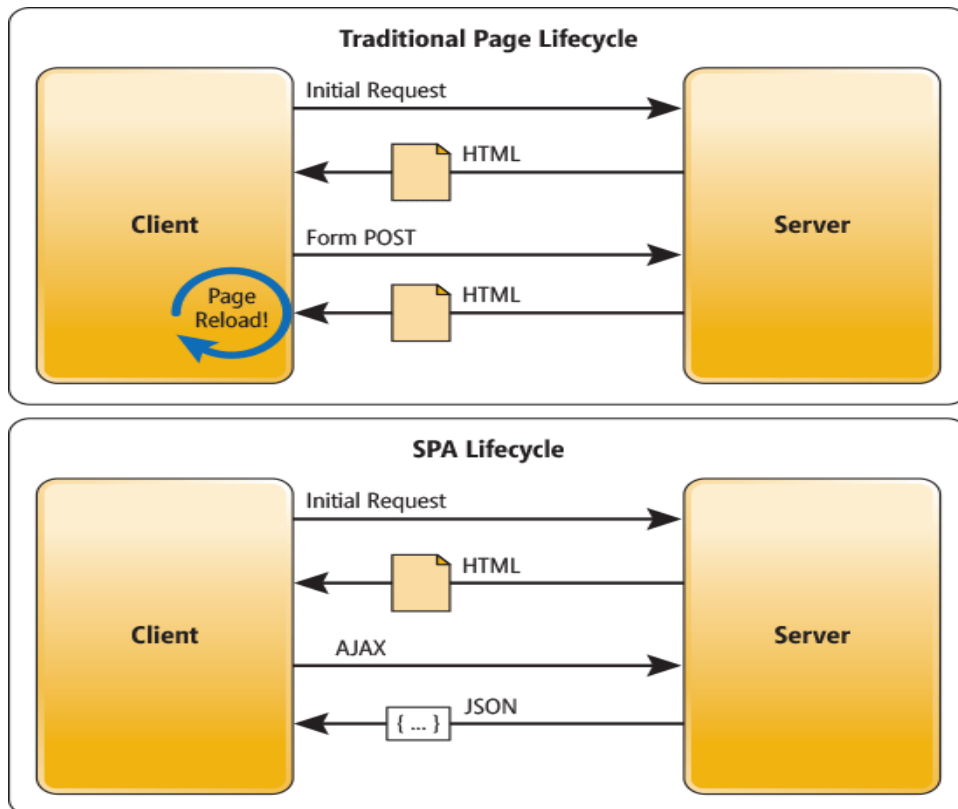 Traditional Page Lifecycle
Initial Request
HTML
Client
Server
Form POST
HTML
Page
Reload!
SPA Lifecycle
Initial Request
HTML
Client
Server
AJAX
JSON
{ ... }